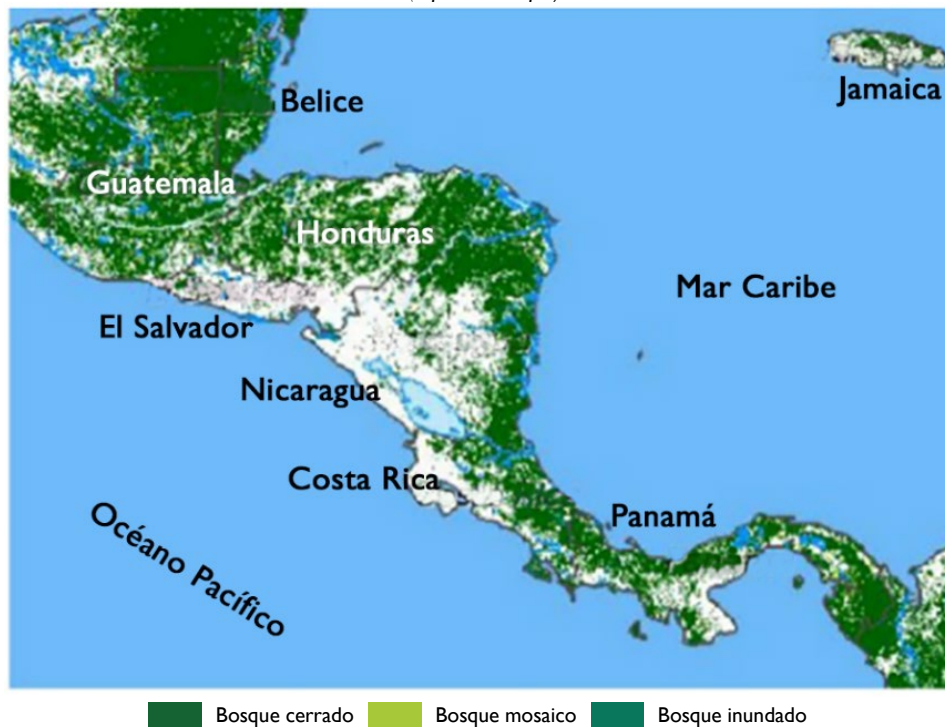 Belice
Jamaica
Guatemala
Honduras
Mar Caribe
El Salvador
Nicaragua
Costa Rica
Panamá
Océano Pacífico
Bosque cerrado
Bosque mosaico
Bosque inundado